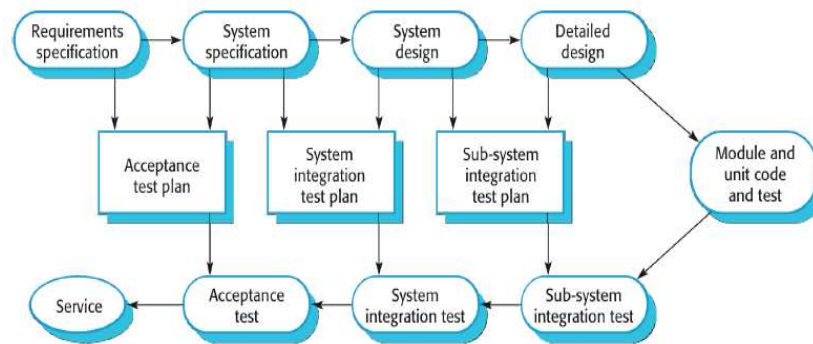 Requirements
specification
System
specification
System
design
Detailed
design
Acceptance
test plan
System
integration
test plan
Sub-system
integration
test plan
Module and
unit code
and test
Service
Acceptance
test
System
integration test
Sub-system
integration test